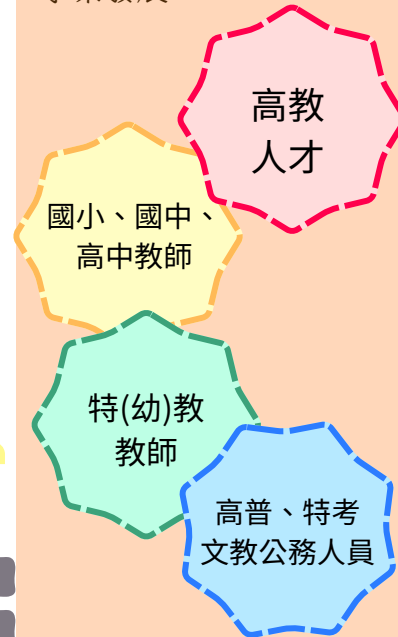 高教
人才
國小、國中、
高中教師
特(幼)教
教師
高普、特考
文教公務人員